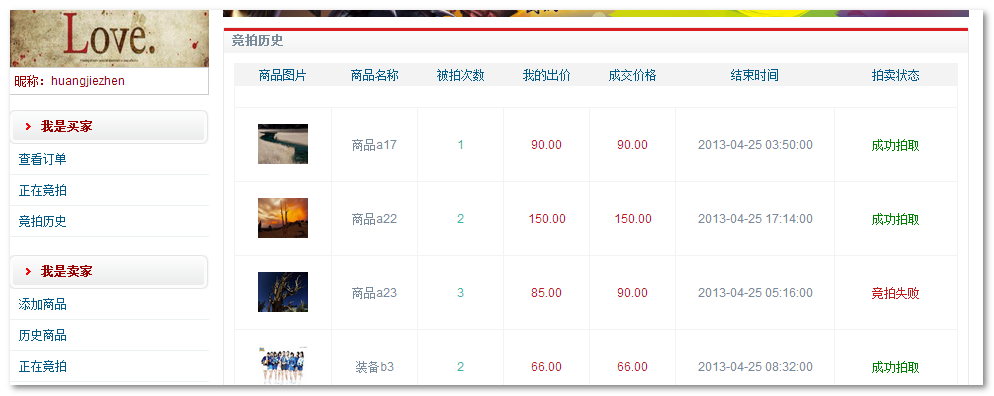 Love.
昵称：huangjiezhen
我是买家
查看订单
正在竟拍
竟拍历史
我是卖家
添加商品
历史商品
正在竟拍
竞拍历史
商品图片 商品名称 被拍次数 我的出价 成交价格 结束时间 拍卖状态
商品a17 1 90.00 90.00 2013-04-25 03:50:00 成功拍取
商品a22 2 150.00 150.00 2013-04-25 17:14:00 成功拍取
商品a23 3 85.00 90.00 2013-04-25 05:16:00 竟拍失败
装备b3 2 66.00 66.00 2013-04-25 08:32:00 成功拍取